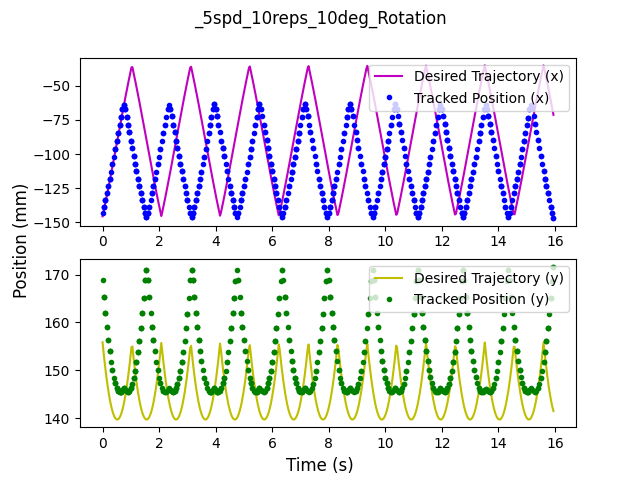 _5spd_10reps_10deg_Rotation
Desired Trajectory (x)
Tracked Position (x)
−50
−75
−100
−125
−150
0 2 4 6 8 10 12 14 16
Position (mm)
Desired Trajectory (y)
Tracked Position (y)
170
160
150
140
0 2 4 6 8 10 12 14 16
Time (s)